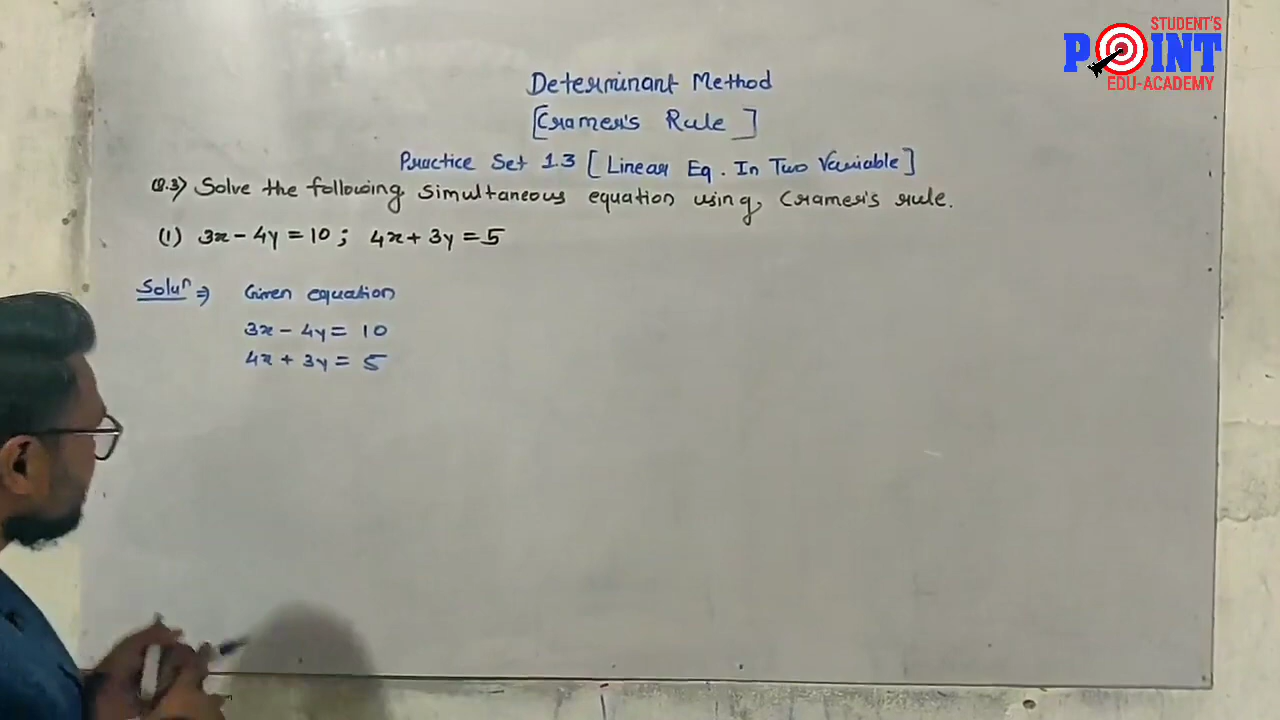 STUDENT'S
POINT
EDU-ACADEMY
Determinant Method
[Cramer's Rule]
Practice Set 1.3 [Linear Eq. In Two Variable]
Q.3) Solve the following simultaneous equation using, Cramer's rule.
(1) 3x - 4y = 10 ; 4x + 3y = 5
Soluⁿ ⇒ Given equation
3x - 4y = 10
4x + 3y = 5